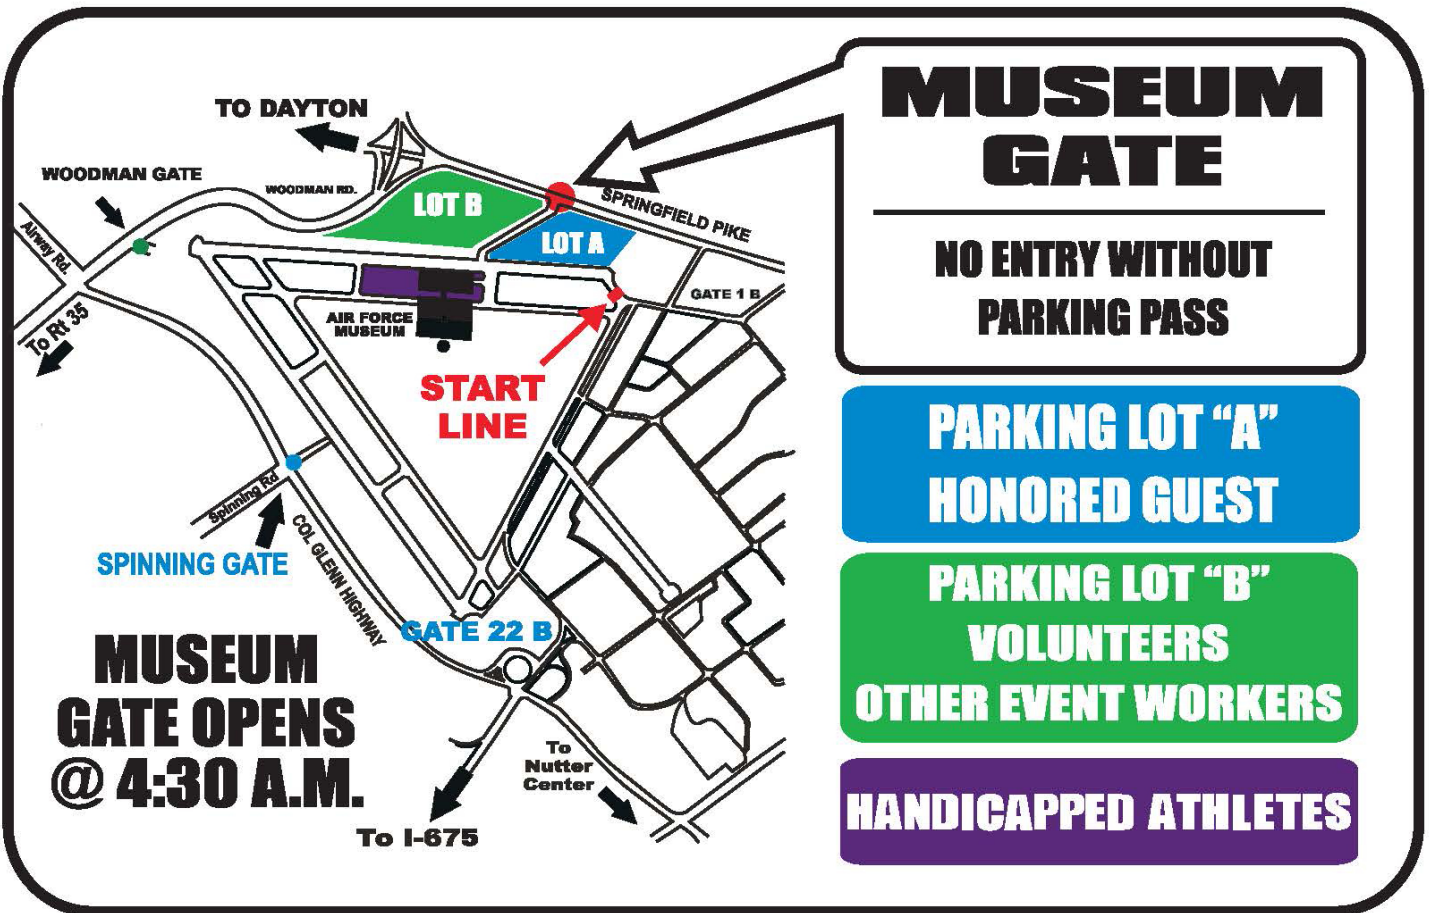 MUSEUM
GATE
NO ENTRY WITHOUT
PARKING PASS
TO DAYTON
WOODMAN GATE
WOODMAN RD.
LOT B
SPRINGFIELD PIKE
LOT A
Airway Rd.
GATE 1 B
To Rt 35
AIR FORCE
MUSEUM
START
LINE
PARKING LOT “A”
HONORED GUEST
Spinning Rd
SPINNING GATE
COL GLENN HIGHWAY
GATE 22 B
PARKING LOT “B”
VOLUNTEERS
OTHER EVENT WORKERS
MUSEUM
GATE OPENS
@ 4:30 A.M.
To
Nutter
Center
To I-675
HANDICAPPED ATHLETES